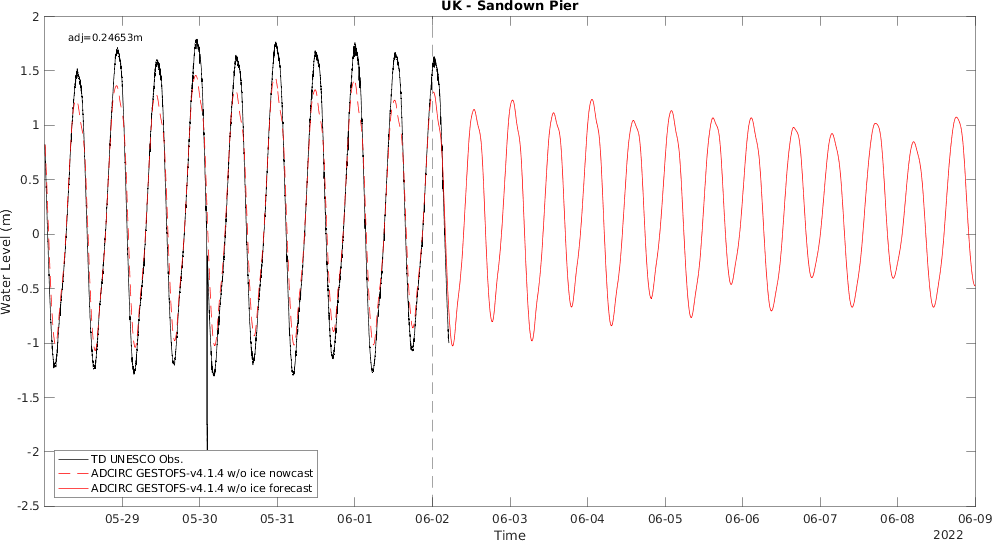 UK - Sandown Pier
adj=0.24653m
2
1.5
1
0.5
0
-0.5
-1
-1.5
-2
-2.5
Water Level (m)
TD UNESCO Obs.
ADCIRC GESTOFS-v4.1.4 w/o ice nowcast
ADCIRC GESTOFS-v4.1.4 w/o ice forecast
05-29 05-30 05-31 06-01 06-02 06-03 06-04 06-05 06-06 06-07 06-08 06-09
Time
2022